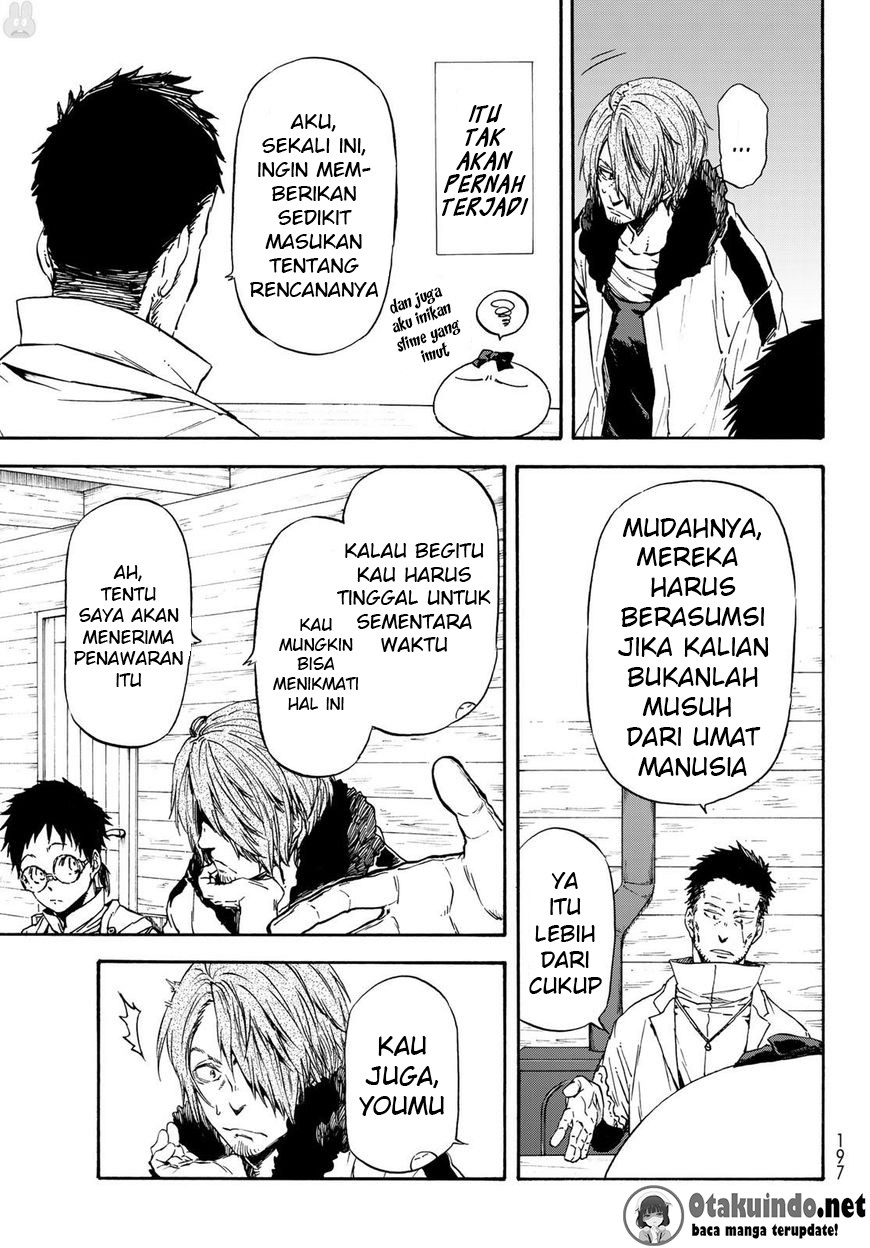 ...
ITU
TAK
AKAN
PERNAH
TERJADI
dan juga
aku inikan
slime yang
imut
AKU,
SEKALI INI,
INGIN MEM-
BERIKAN
SEDIKIT
MASUKAN
TENTANG
RENCANANYA
MUDAHNYA,
MEREKA
HARUS
BERASUMSI
JIKA KALIAN
BUKANLAH
MUSUH
DARI UMAT
MANUSIA
YA
ITU
LEBIH
DARI
CUKUP
KALAU BEGITU
KAU HARUS
TINGGAL UNTUK
SEMENTARA
WAKTU
KAU
MUNGKIN
BISA
MENIKMATI
HAL INI
AH,
TENTU
SAYA AKAN
MENERIMA
PENAWARAN
ITU
KAU
JUGA,
YOUMU
197
Otakuindo.net
baca manga terupdate!